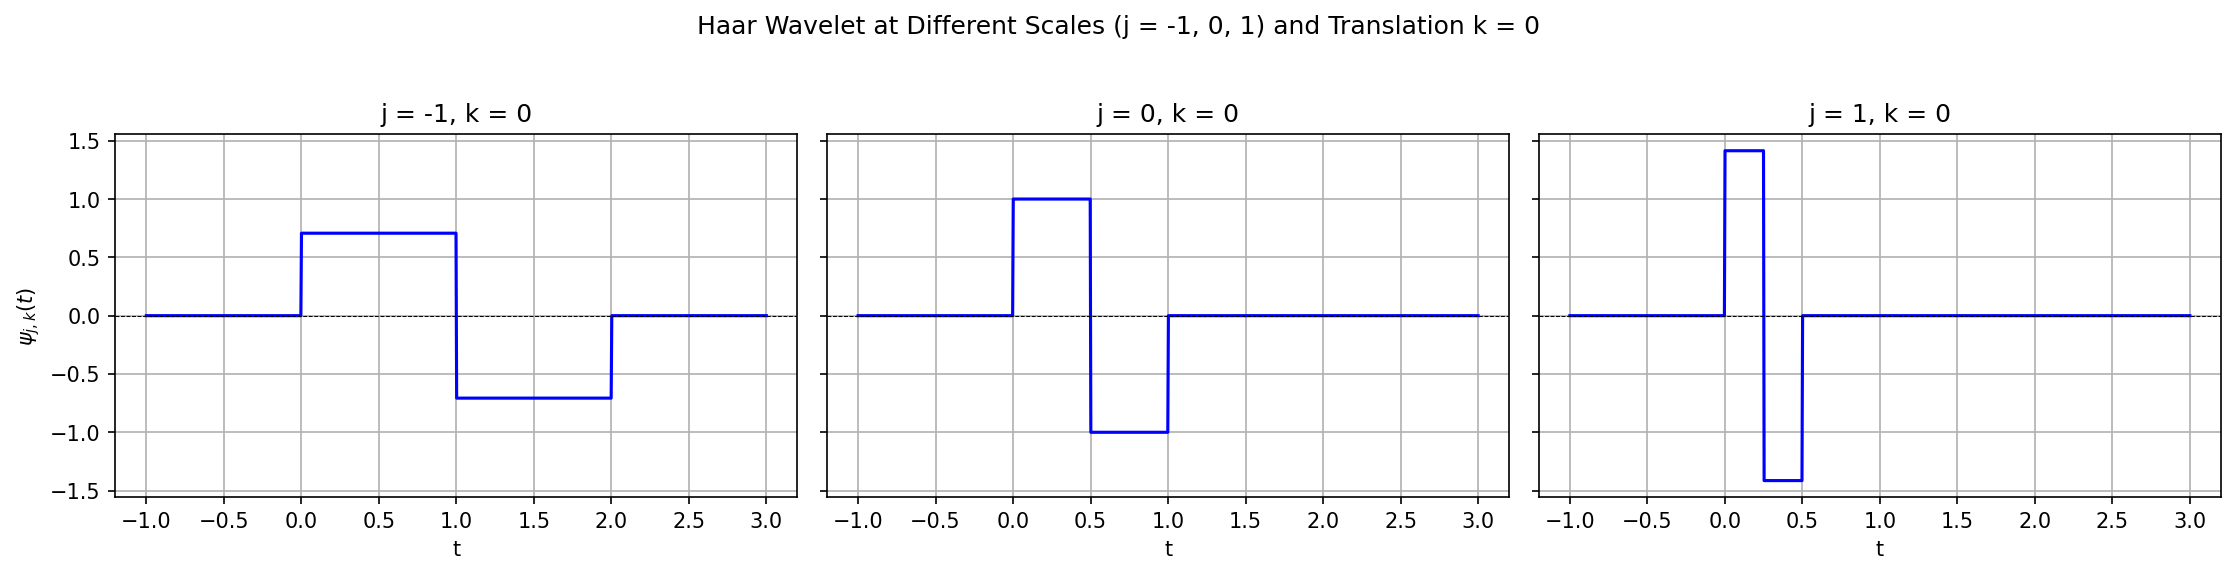 Haar Wavelet at Different Scales (j = -1, 0, 1) and Translation k = 0
j = -1, k = 0
1.5
1.0
0.5
0.0
−0.5
−1.0
−1.5
ψj, k(t)
−1.0 −0.5 0.0 0.5 1.0 1.5 2.0 2.5 3.0
t
j = 0, k = 0
−1.0 −0.5 0.0 0.5 1.0 1.5 2.0 2.5 3.0
t
j = 1, k = 0
−1.0 −0.5 0.0 0.5 1.0 1.5 2.0 2.5 3.0
t